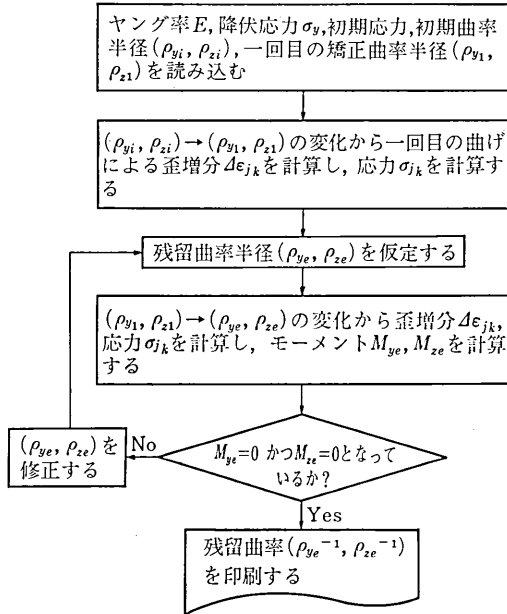 ヤング率E, 降伏応力σy,初期応力,初期曲率
半径(ρyi, ρzi), 一回目の矯正曲率半径(ρy1,
ρz1)を読み込む
(ρyi, ρzi)→(ρy1, ρz1)の変化から一回目の曲げ
による歪増分Δεjkを計算し, 応力σjkを計算す
る
残留曲率半径(ρye, ρze)を仮定する
(ρy1, ρz1)→(ρye, ρze)の変化から歪増分Δεjk,
応力σjkを計算し, モーメントMye, Mzeを計算
する
Mye=0 かつMze=0となって
いるか?
No
(ρye, ρze)を
修正する
Yes
残留曲率(ρye⁻¹, ρze⁻¹)
を印刷する